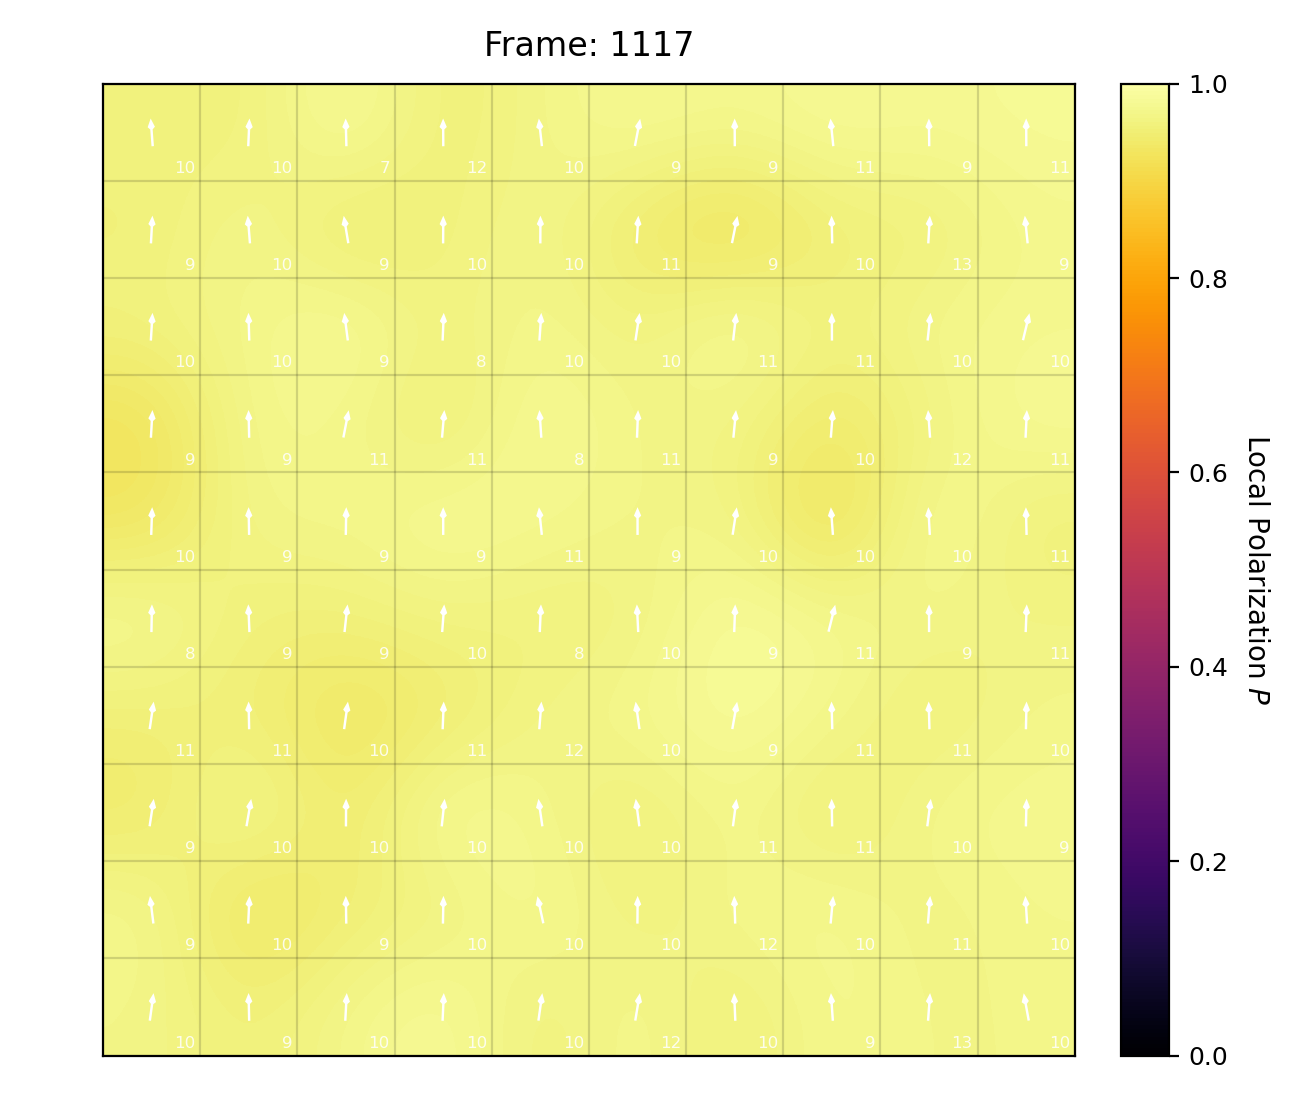 Frame: 1117
10 10 7 12 10 9 9 11 9 11
9 10 9 10 10 11 9 10 13 9
10 10 9 8 10 10 11 11 10 10
9 9 11 11 8 11 9 10 12 11
10 9 9 9 11 9 10 10 10 11
8 9 9 10 8 10 9 11 9 11
11 11 10 11 12 10 9 11 11 10
9 10 10 10 10 10 11 11 10 9
9 10 9 10 10 10 12 10 11 10
10 9 10 10 10 12 10 9 13 10
1.0
0.8
0.6
0.4
0.2
0.0
Local Polarization P